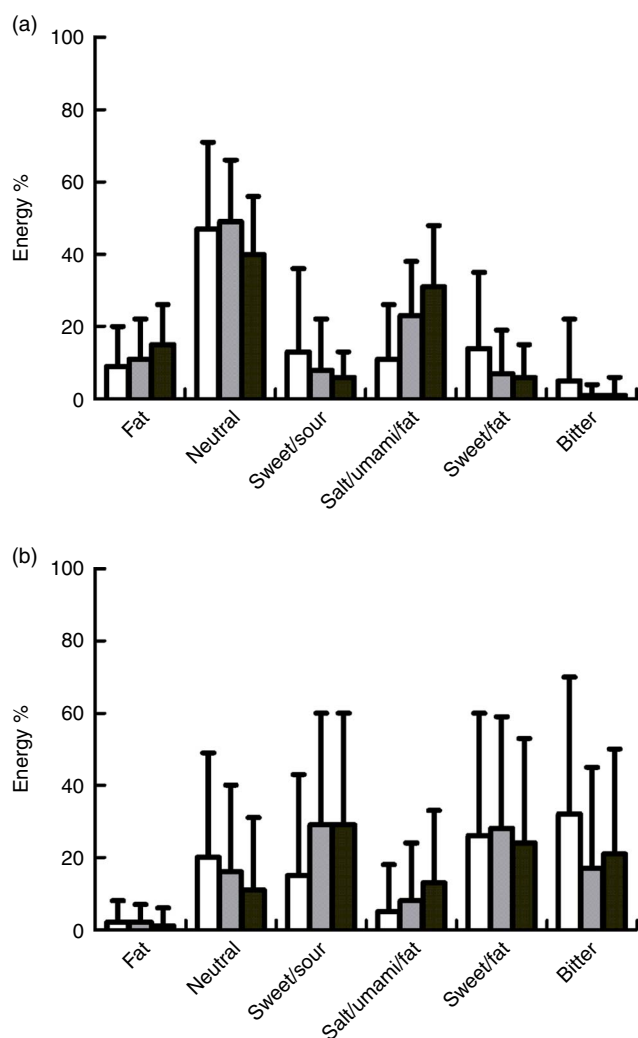 (a)
100
80
60
40
20
0
Energy %
Fat
Neutral
Sweet/sour
Salt/umami/fat
Sweet/fat
Bitter
(b)
100
80
60
40
20
0
Energy %
Fat
Neutral
Sweet/sour
Salt/umami/fat
Sweet/fat
Bitter